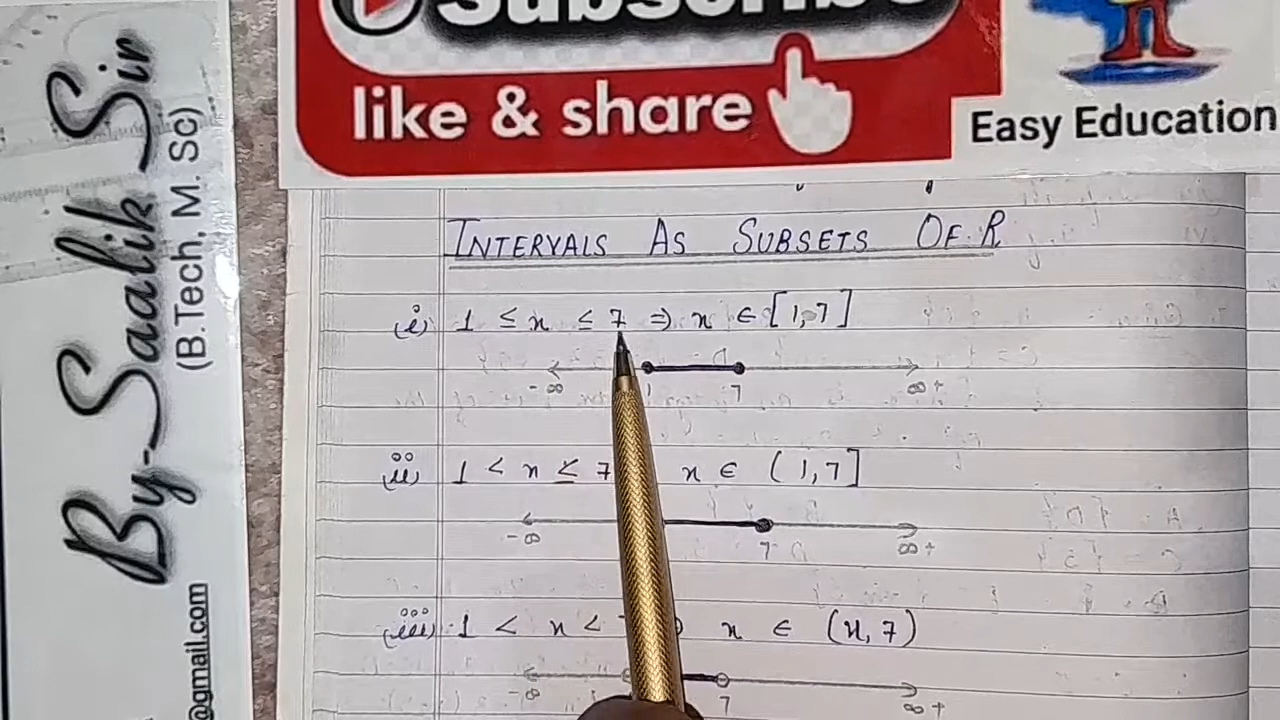 Subscribe
like & share
Easy Education
By-Saalik Sir
(B.Tech, M. Sc)
@gmail.com
INTERVALS AS SUBSETS OF R
(i) 1 ≤ x ≤ 7 ⇒ x ∈ [1,7]
-∞ 1 7 ∞+
(ii) 1 < x ≤ 7 x ∈ (1,7]
-∞ 7 ∞+
(iii) 1 < x < x ∈ (x,7)
-∞ 7 ∞+